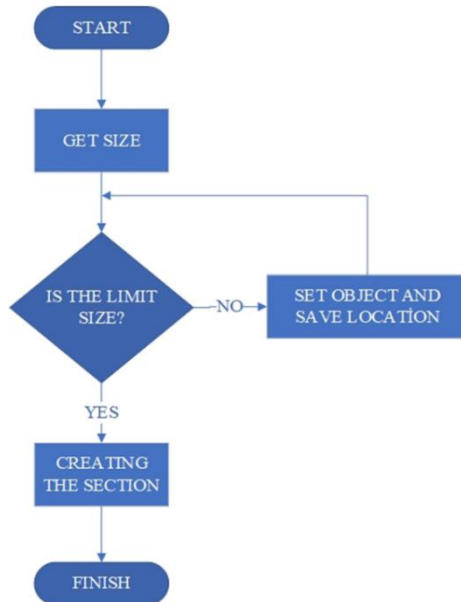 START
GET SIZE
IS THE LIMIT
SIZE?
NO
SET OBJECT AND
SAVE LOCATİON
YES
CREATING
THE SECTION
FINISH